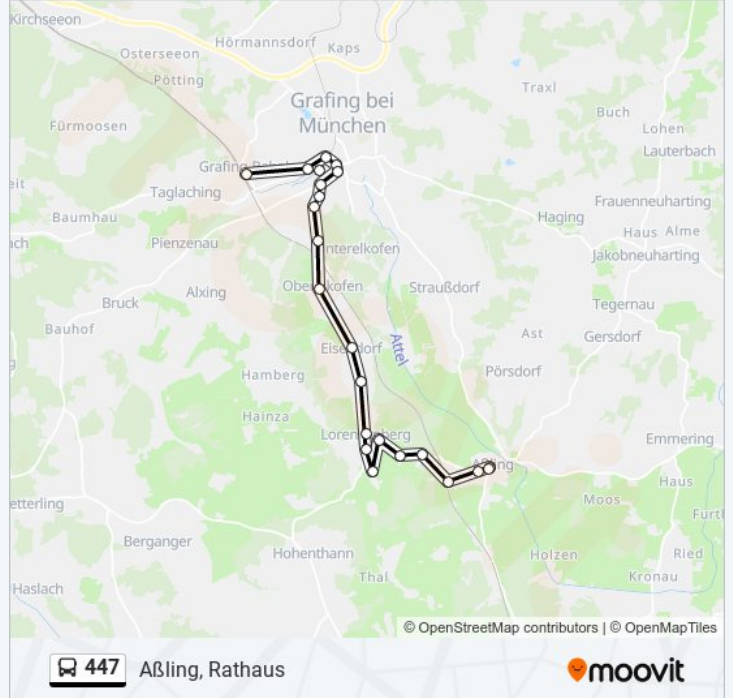 Kirchseeon
Hörmannsdorf
Kaps
Osterseeon
Pötting
Traxl
Grafing bei
München
Buch
Fürmoosen
Lohen
Lauterbach
Grafing
Taglaching
Frauenneuharting
Baumhau
Haging
Haus Alme
Pienzenau
Jakobneuharting
Alxing
Straußdorf
Tegernau
Bruck
Bauhof
Ast
Gersdorf
Attel
Hamberg
Pörsdorf
Hainza
Emmering
Aßling
Haus
Moos
Berganger
Hohenthann
Holzen
Ried
Haslach
Thal
Kronau
© OpenStreetMap contributors | © OpenMapTiles
447 Aßling, Rathaus
moovit